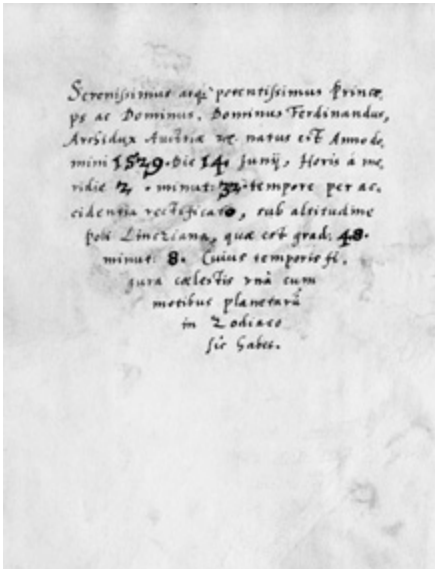 Serenissimus atq; potentissimus Prince,
ps ac Dominus, Dominus Ferdinandus,
Archidux Austriæ &c. natus est Anno do,
mini 1529. Die 14. Junij, Horis à me,
ridie 2. minut: 32. tempore per ac,
cidentia rectificato, sub altitudine
poli Linciana, quæ est grad: 48.
minut: 8. Cuius temporis fi,
gura cœlestis vnà cum
motibus planetarū
in Zodiaco
sic habet.